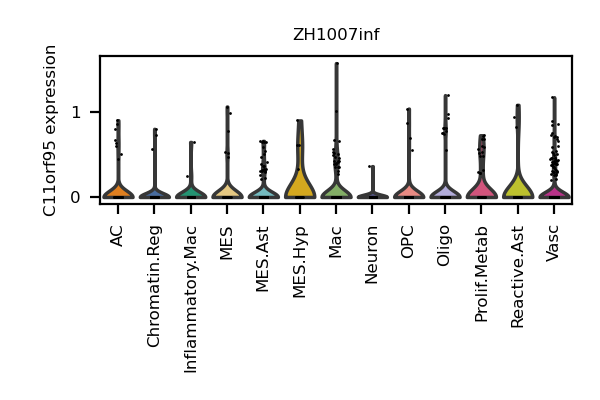 ZH1007inf
C11orf95 expression
1
0
AC
Chromatin.Reg
Inflammatory.Mac
MES
MES.Ast
MES.Hyp
Mac
Neuron
OPC
Oligo
Prolif.Metab
Reactive.Ast
Vasc